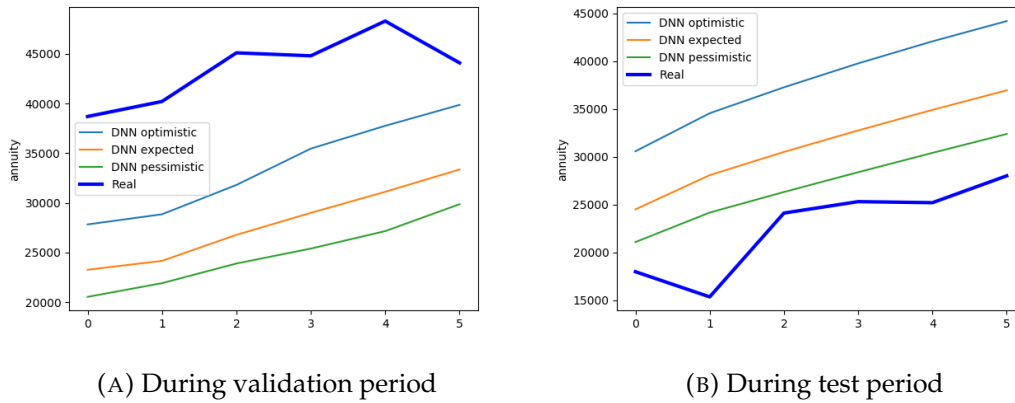 45000
40000
35000
30000
25000
20000
annuity
DNN optimistic
DNN expected
DNN pessimistic
Real
0 1 2 3 4 5
(A) During validation period
45000
40000
35000
30000
25000
20000
15000
annuity
DNN optimistic
DNN expected
DNN pessimistic
Real
0 1 2 3 4 5
(B) During test period